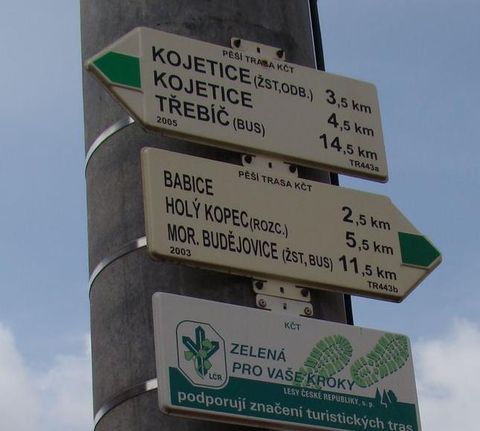 PĚŠÍ TRASA KČT
KOJETICE (ŽST,ODB.) 3,5 km
KOJETICE 4,5 km
TŘEBÍČ (BUS) 14,5 km
2005 TR443a
PĚŠÍ TRASA KČT
BABICE 2,5 km
HOLÝ KOPEC (ROZC.) 5,5 km
MOR. BUDĚJOVICE (ŽST, BUS) 11,5 km
2003 TR443b
KČT
LČR
ZELENÁ
PRO VAŠE KROKY
LESY ČESKÉ REPUBLIKY, s. p.
podporují značení turistických tras